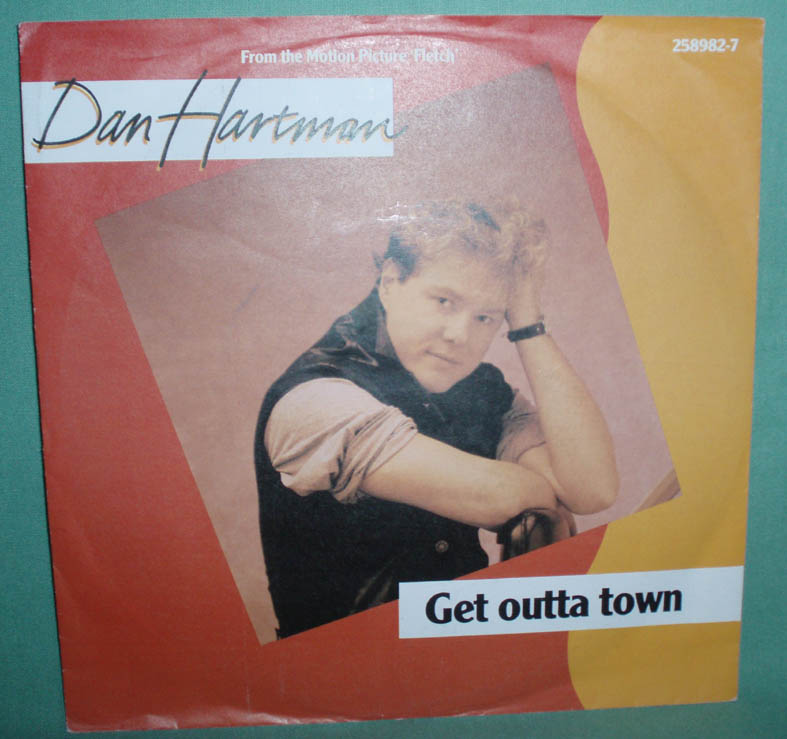 From the Motion Picture 'Fletch'
258982-7
Dan Hartman
Get outta town